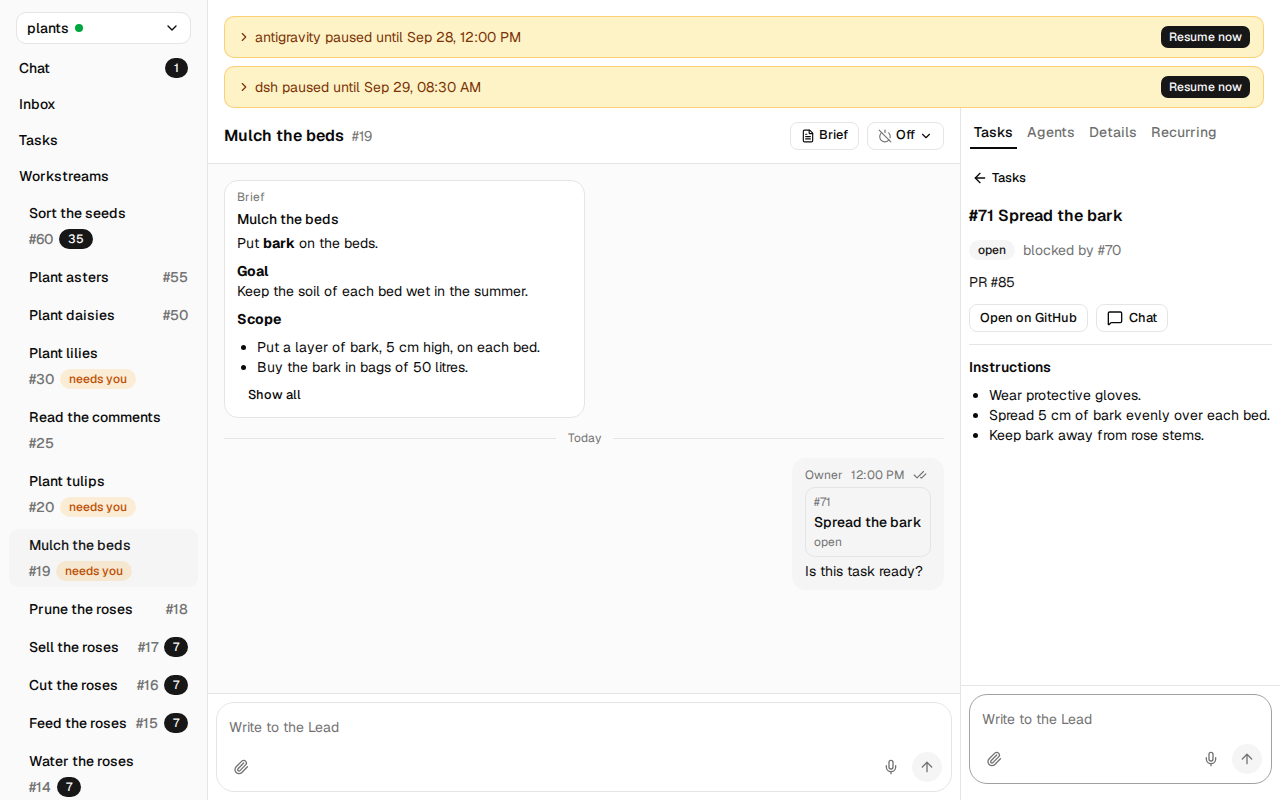 plants
Chat 1
Inbox
Tasks
Workstreams
Sort the seeds
#60 35
Plant asters #55
Plant daisies #50
Plant lilies
#30 needs you
Read the comments
#25
Plant tulips
#20 needs you
Mulch the beds
#19 needs you
Prune the roses #18
Sell the roses #17 7
Cut the roses #16 7
Feed the roses #15 7
Water the roses
#14 7
antigravity paused until Sep 28, 12:00 PM Resume now
dsh paused until Sep 29, 08:30 AM Resume now
Mulch the beds #19 Brief Off
Brief
Mulch the beds
Put bark on the beds.
Goal
Keep the soil of each bed wet in the summer.
Scope
Put a layer of bark, 5 cm high, on each bed.
Buy the bark in bags of 50 litres.
Show all
Today
Owner 12:00 PM
#71
Spread the bark
open
Is this task ready?
Write to the Lead
Tasks Agents Details Recurring
Tasks
#71 Spread the bark
open blocked by #70
PR #85
Open on GitHub Chat
Instructions
Wear protective gloves.
Spread 5 cm of bark evenly over each bed.
Keep bark away from rose stems.
Write to the Lead